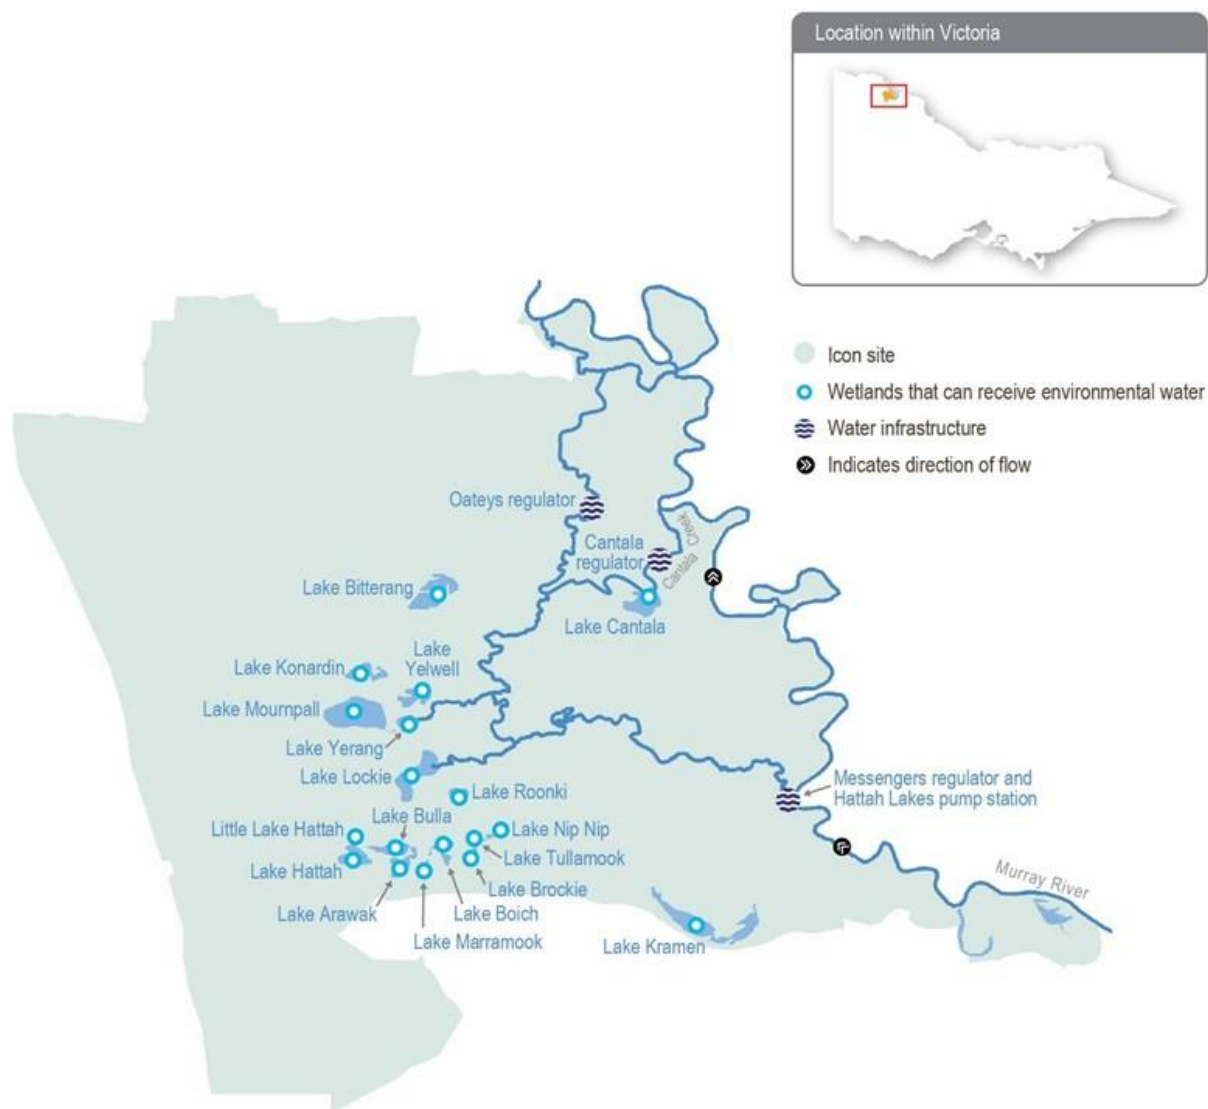 Location within Victoria
Icon site
Wetlands that can receive environmental water
Water infrastructure
Indicates direction of flow
Oateys regulator
Cantala
regulator
Cantala Creek
Lake Bitterang
Lake Cantala
Lake
Yelwell
Lake Konardin
Lake Mournpall
Lake Yerang
Lake Lockie
Messengers regulator and
Hattah Lakes pump station
Lake Roonki
Lake Bulla
Little Lake Hattah
Lake Nip Nip
Lake Hattah
Lake Tullamook
Murray River
Lake Brockie
Lake Arawak
Lake Boich
Lake Marramook
Lake Kramen